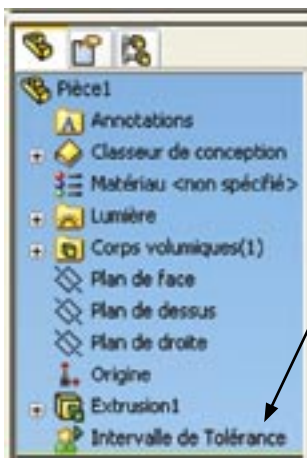 Pièce1
Annotations
Classeur de conception
Matériau <non spécifié>
Lumière
Corps volumiques(1)
Plan de face
Plan de dessus
Plan de droite
Origine
Extrusion1
Intervalle de Tolérance